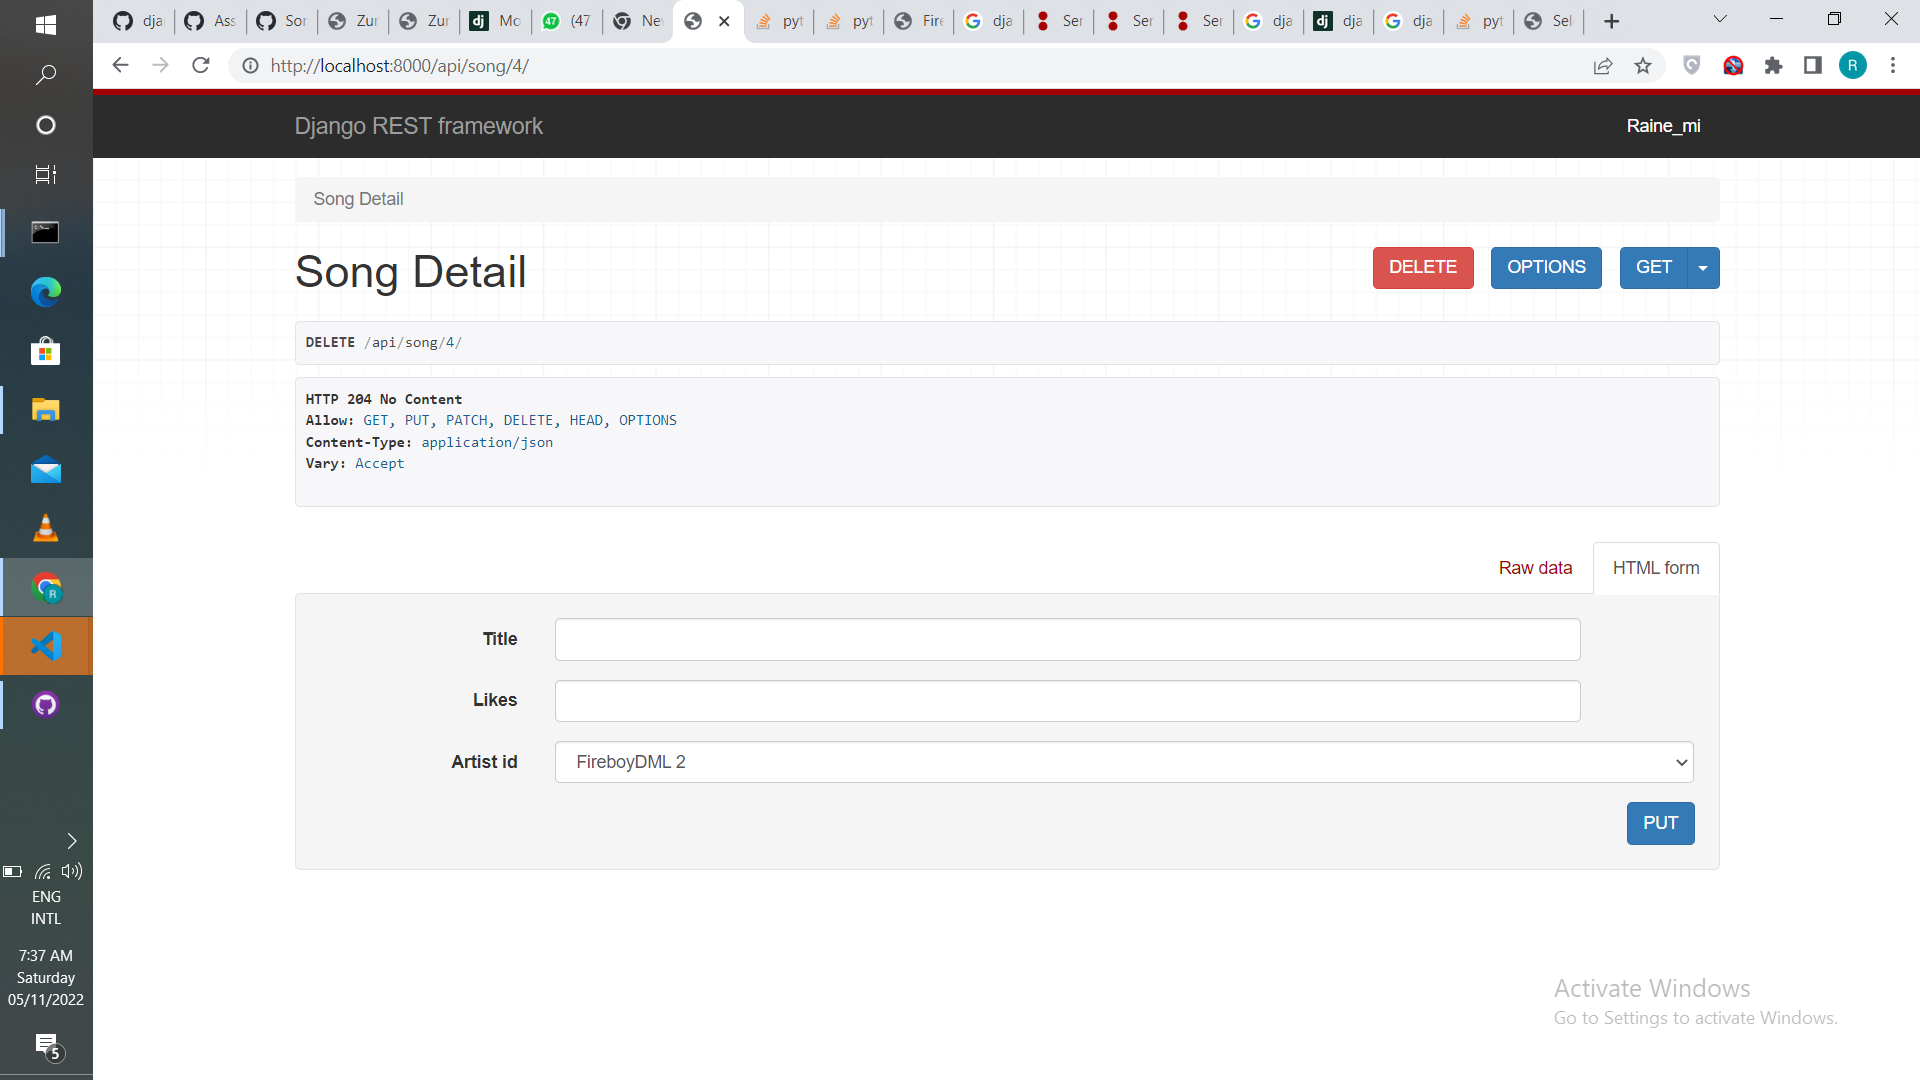 dja
Ass
Sor
Zur
Zur
Mo
(47
Ne
pyt
pyt
Fire
dja
Ser
Ser
Ser
dja
dja
dja
pyt
Sel
http://localhost:8000/api/song/4/
R
Django REST framework
Raine_mi
Song Detail
Song Detail
DELETE
OPTIONS
GET
DELETE /api/song/4/
HTTP 204 No Content
Allow: GET, PUT, PATCH, DELETE, HEAD, OPTIONS
Content-Type: application/json
Vary: Accept
Raw data
HTML form
Title
Likes
Artist id
FireboyDML 2
PUT
ENG
INTL
7:37 AM
Saturday
05/11/2022
5
Activate Windows
Go to Settings to activate Windows.